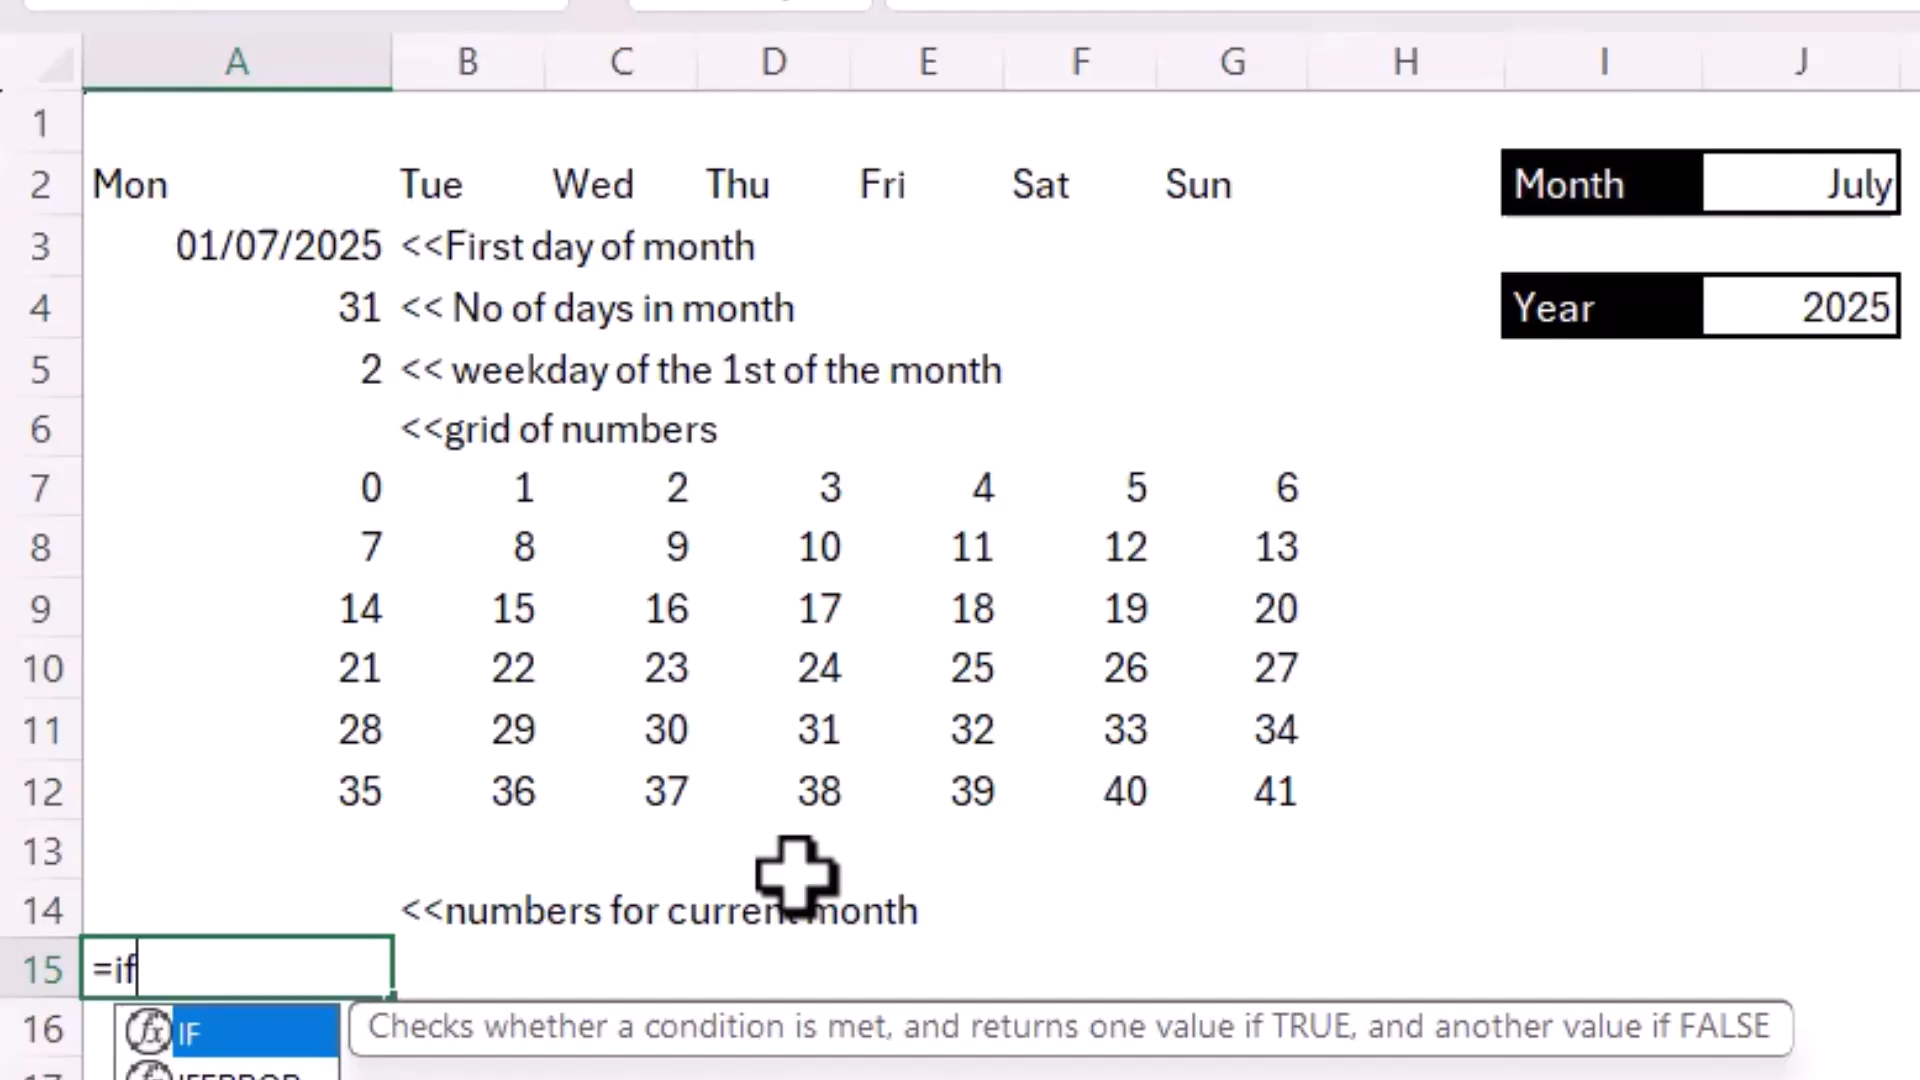 A B C D E F G H I J
1
2 Mon Tue Wed Thu Fri Sat Sun Month July
3 01/07/2025 <<First day of month
4 31 << No of days in month Year 2025
5 2 << weekday of the 1st of the month
6 <<grid of numbers
7 0 1 2 3 4 5 6
8 7 8 9 10 11 12 13
9 14 15 16 17 18 19 20
10 21 22 23 24 25 26 27
11 28 29 30 31 32 33 34
12 35 36 37 38 39 40 41
13
14 <<numbers for current month
15 =if
16 fx IF Checks whether a condition is met, and returns one value if TRUE, and another value if FALSE
17 fx IFERROR